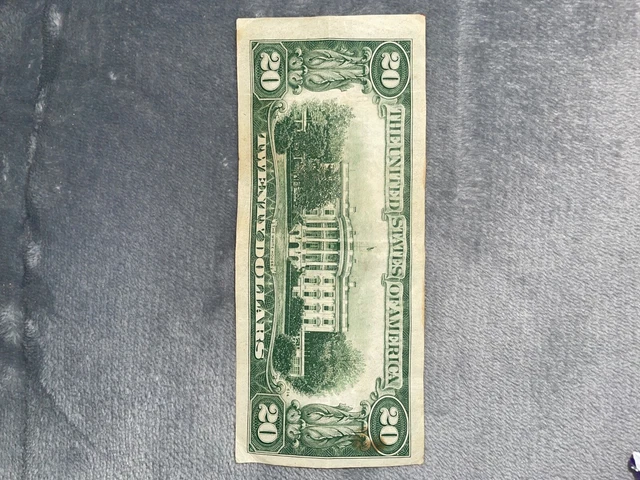 20 20
THE UNITED STATES OF AMERICA
TWENTY DOLLARS
20 20